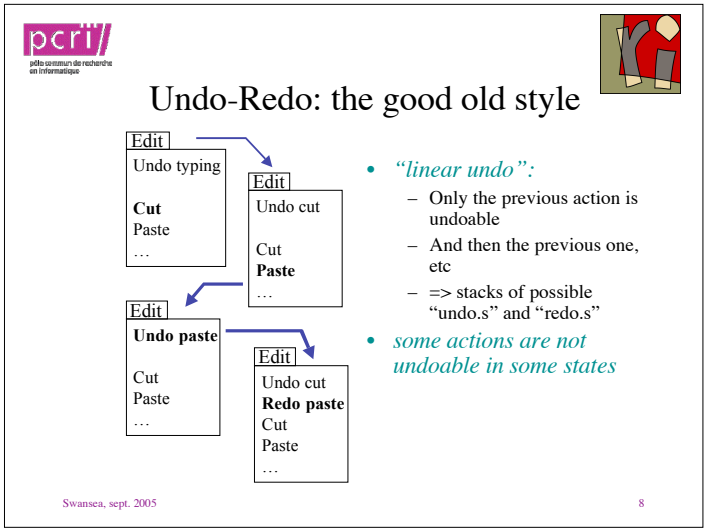 pcri//
pôle commun de recherche
en informatique
Undo-Redo: the good old style
Edit
Undo typing
Cut
Paste
…
Edit
Undo cut
Cut
Paste
…
Edit
Undo paste
Cut
Paste
…
Edit
Undo cut
Redo paste
Cut
Paste
…
• “linear undo”:
– Only the previous action is
undoable
– And then the previous one,
etc
– => stacks of possible
“undo.s” and “redo.s”
• some actions are not
undoable in some states
Swansea, sept. 2005
8